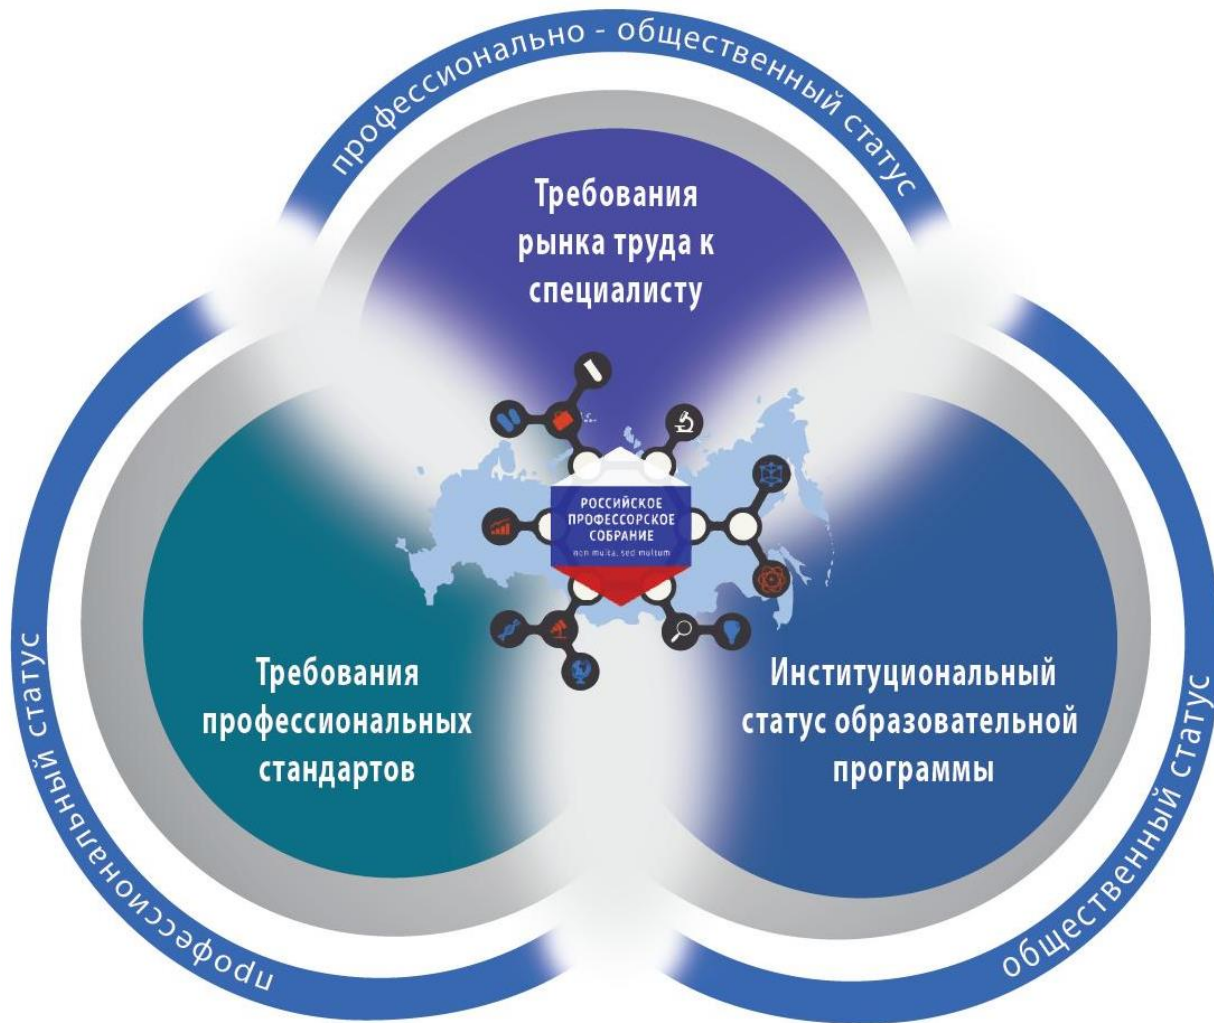 профессионально - общественный статус
Требования
рынка труда к
специалисту
РОССИЙСКОЕ
ПРОФЕССОРСКОЕ
СОБРАНИЕ
non multa, sed multum
Требования
профессиональных
стандартов
Институциональный
статус образовательной
программы
профессиональный статус
общественный статус